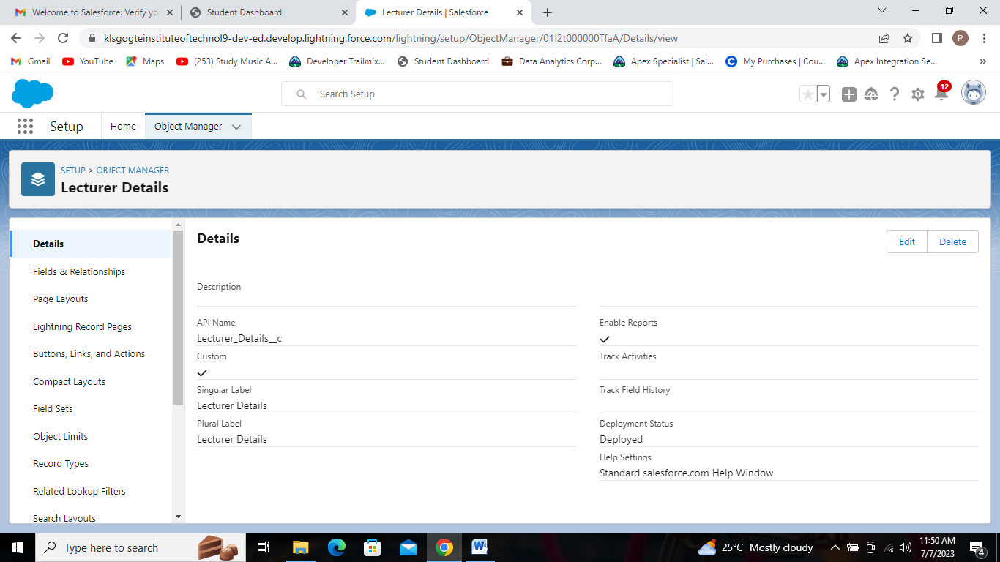 Welcome to Salesforce: Verify you
Student Dashboard
Lecturer Details | Salesforce
klsgogteinstituteoftechnol9-dev-ed.develop.lightning.force.com/lightning/setup/ObjectManager/01I2t000000TfaA/Details/view
P
Gmail
YouTube
Maps
(253) Study Music A...
Developer Trailmix...
Student Dashboard
Data Analytics Corp...
Apex Specialist | Sal...
My Purchases | Cou...
Apex Integration Se...
»
Search Setup
12
Setup
Home
Object Manager
SETUP > OBJECT MANAGER
Lecturer Details
Details
Fields & Relationships
Page Layouts
Lightning Record Pages
Buttons, Links, and Actions
Compact Layouts
Field Sets
Object Limits
Record Types
Related Lookup Filters
Search Layouts
Details
Edit
Delete
Description
API Name
Lecturer_Details__c
Custom
Singular Label
Lecturer Details
Plural Label
Lecturer Details
Enable Reports
Track Activities
Track Field History
Deployment Status
Deployed
Help Settings
Standard salesforce.com Help Window
Type here to search
25°C Mostly cloudy
11:50 AM
7/7/2023
4